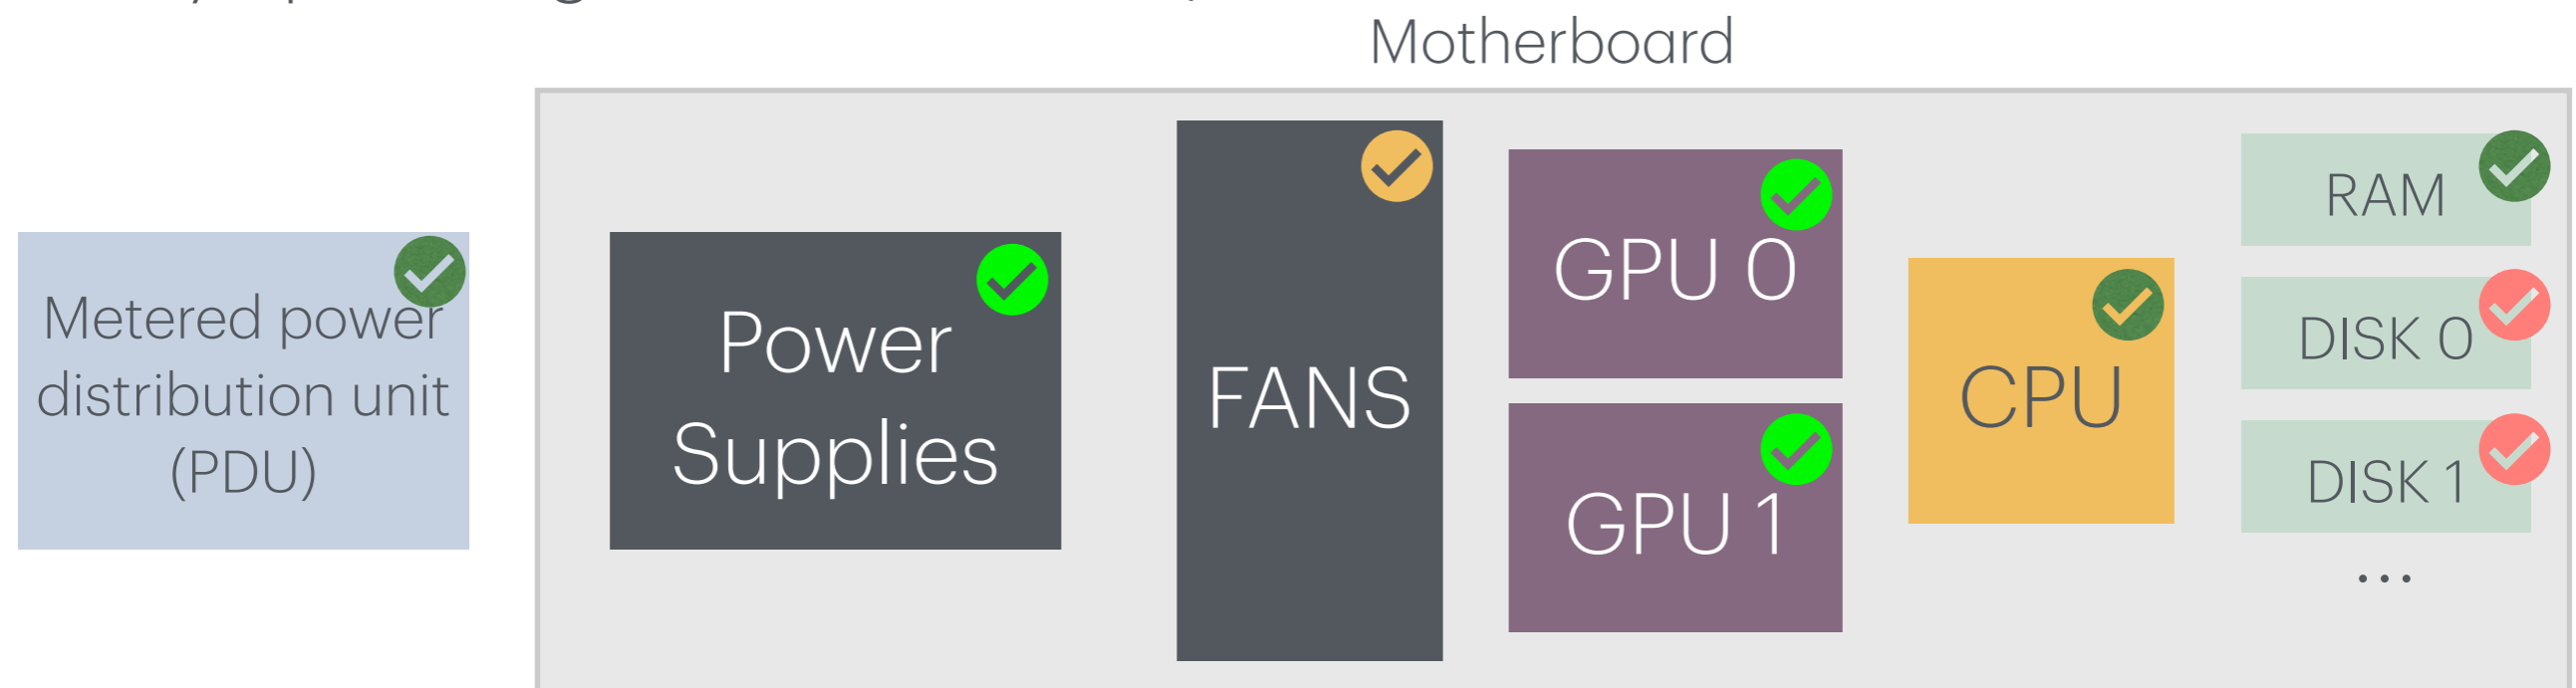 Motherboard
Metered power
distribution unit
(PDU)
Power
Supplies
FANS
GPU 0
GPU 1
CPU
RAM
DISK 0
DISK 1
...